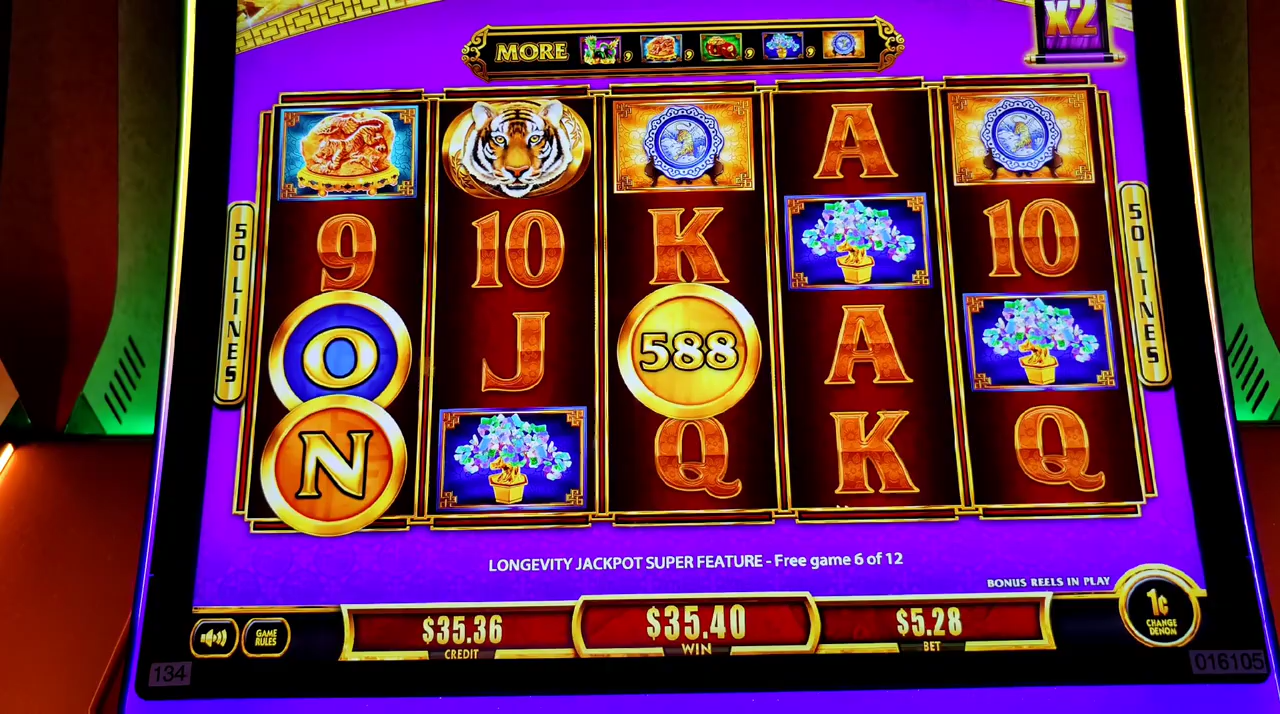 x2
MORE , , , ,
A
9 10 K 10
O J 588 A
N Q K Q
50 LINES
50 LINES
LONGEVITY JACKPOT SUPER FEATURE - Free game 6 of 12
BONUS REELS IN PLAY
GAME RULES
$35.36
CREDIT
$35.40
WIN
$5.28
BET
1¢
CHANGE
DENOM
134
016105